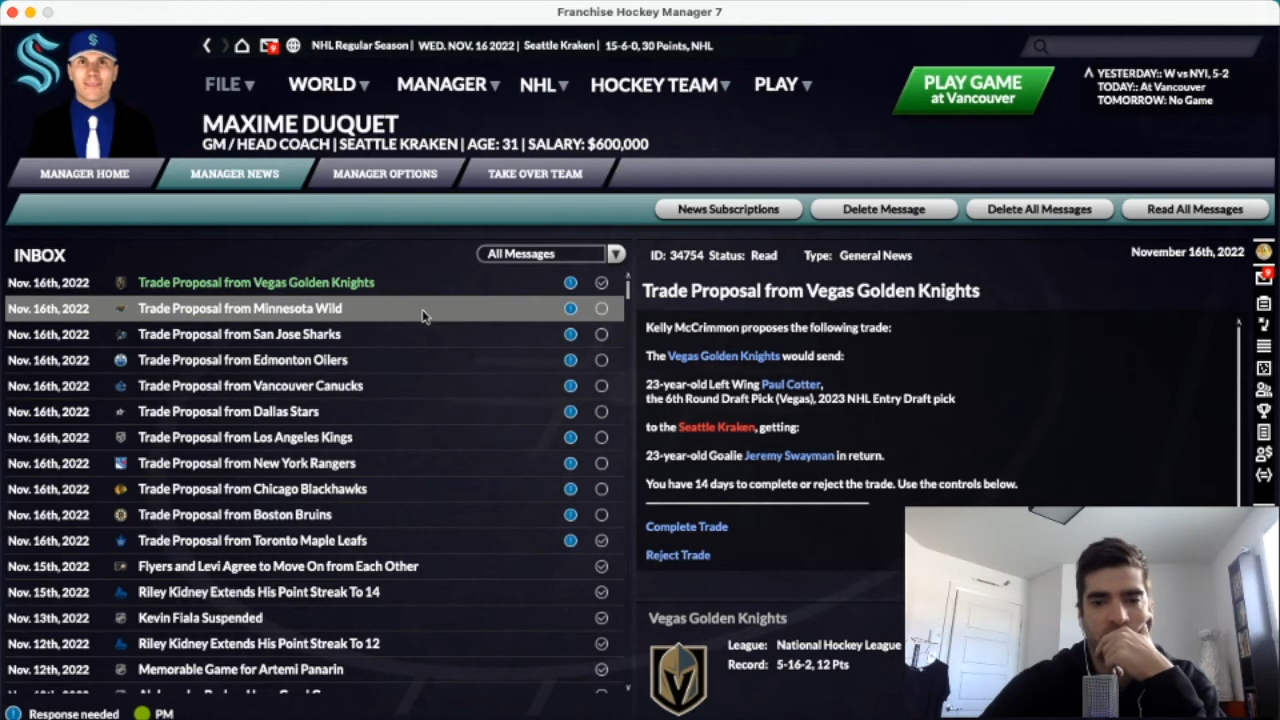 Franchise Hockey Manager 7
NHL Regular Season | WED. NOV. 16 2022 | Seattle Kraken | 15-6-0, 30 Points, NHL
FILE WORLD MANAGER NHL HOCKEY TEAM PLAY
PLAY GAME
at Vancouver
YESTERDAY:: W vs NYI, 5-2
TODAY:: At Vancouver
TOMORROW: No Game
MAXIME DUQUET
GM / HEAD COACH | SEATTLE KRAKEN | AGE: 31 | SALARY: $600,000
MANAGER HOME MANAGER NEWS MANAGER OPTIONS TAKE OVER TEAM
News Subscriptions Delete Message Delete All Messages Read All Messages
INBOX
All Messages
Nov. 16th, 2022 Trade Proposal from Vegas Golden Knights
Nov. 16th, 2022 Trade Proposal from Minnesota Wild
Nov. 16th, 2022 Trade Proposal from San Jose Sharks
Nov. 16th, 2022 Trade Proposal from Edmonton Oilers
Nov. 16th, 2022 Trade Proposal from Vancouver Canucks
Nov. 16th, 2022 Trade Proposal from Dallas Stars
Nov. 16th, 2022 Trade Proposal from Los Angeles Kings
Nov. 16th, 2022 Trade Proposal from New York Rangers
Nov. 16th, 2022 Trade Proposal from Chicago Blackhawks
Nov. 16th, 2022 Trade Proposal from Boston Bruins
Nov. 16th, 2022 Trade Proposal from Toronto Maple Leafs
Nov. 15th, 2022 Flyers and Levi Agree to Move On from Each Other
Nov. 15th, 2022 Riley Kidney Extends His Point Streak To 14
Nov. 13th, 2022 Kevin Fiala Suspended
Nov. 12th, 2022 Riley Kidney Extends His Point Streak To 12
Nov. 12th, 2022 Memorable Game for Artemi Panarin
Response needed PM
ID: 34754 Status: Read Type: General News November 16th, 2022
Trade Proposal from Vegas Golden Knights
Kelly McCrimmon proposes the following trade:
The Vegas Golden Knights would send:
23-year-old Left Wing Paul Cotter,
the 6th Round Draft Pick (Vegas), 2023 NHL Entry Draft pick
to the Seattle Kraken, getting:
23-year-old Goalie Jeremy Swayman in return.
You have 14 days to complete or reject the trade. Use the controls below.
Complete Trade
Reject Trade
Vegas Golden Knights
League: National Hockey League
Record: 5-16-2, 12 Pts